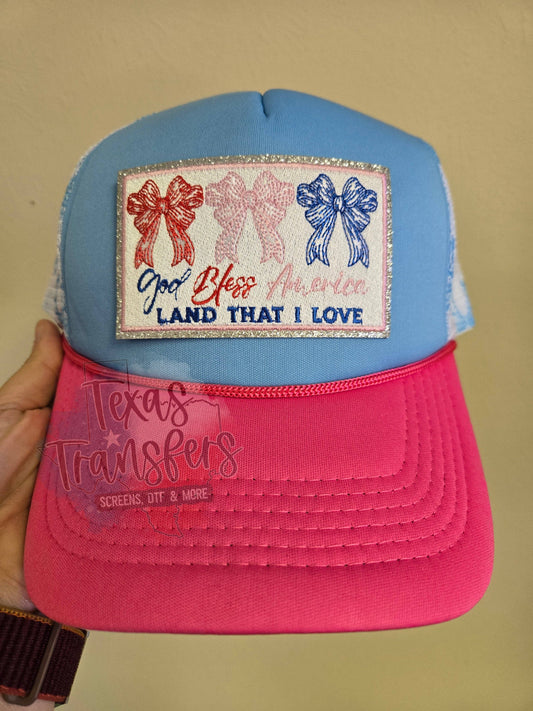 God Bless America
LAND THAT I LOVE
Texas
Transfers
SCREENS, DTF & MORE